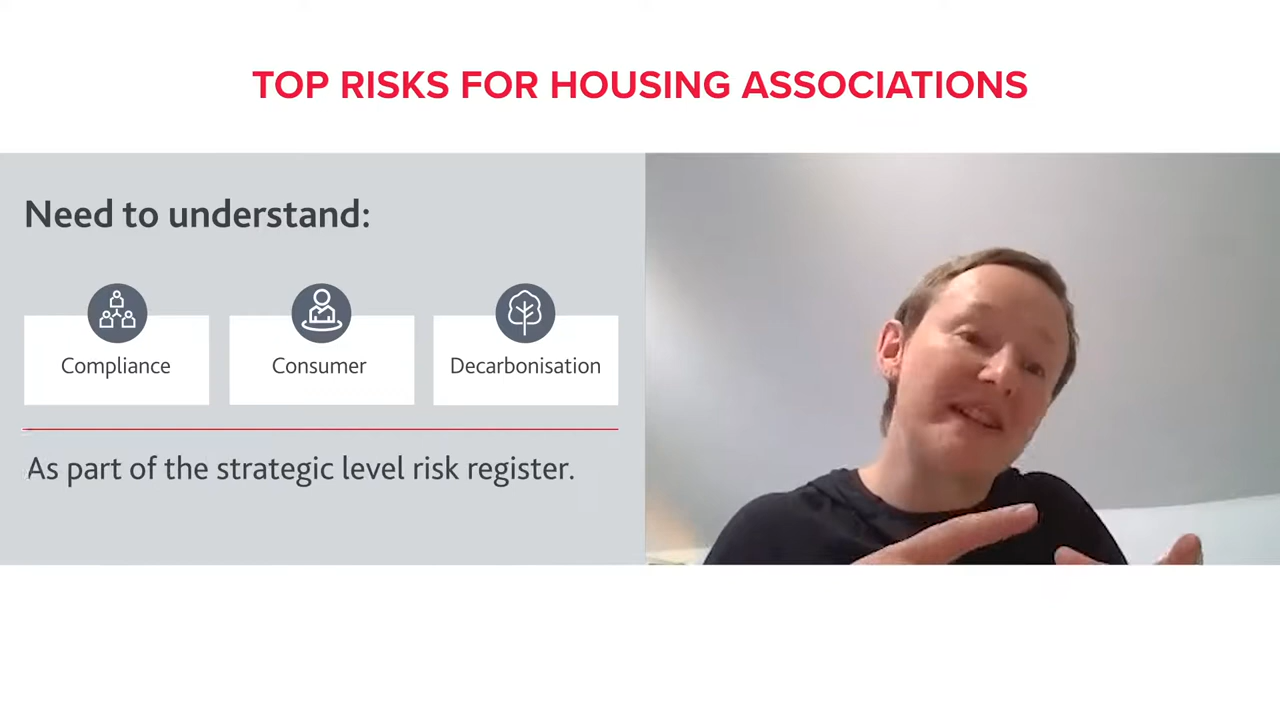 TOP RISKS FOR HOUSING ASSOCIATIONS
Need to understand:
Compliance
Consumer
Decarbonisation
As part of the strategic level risk register.